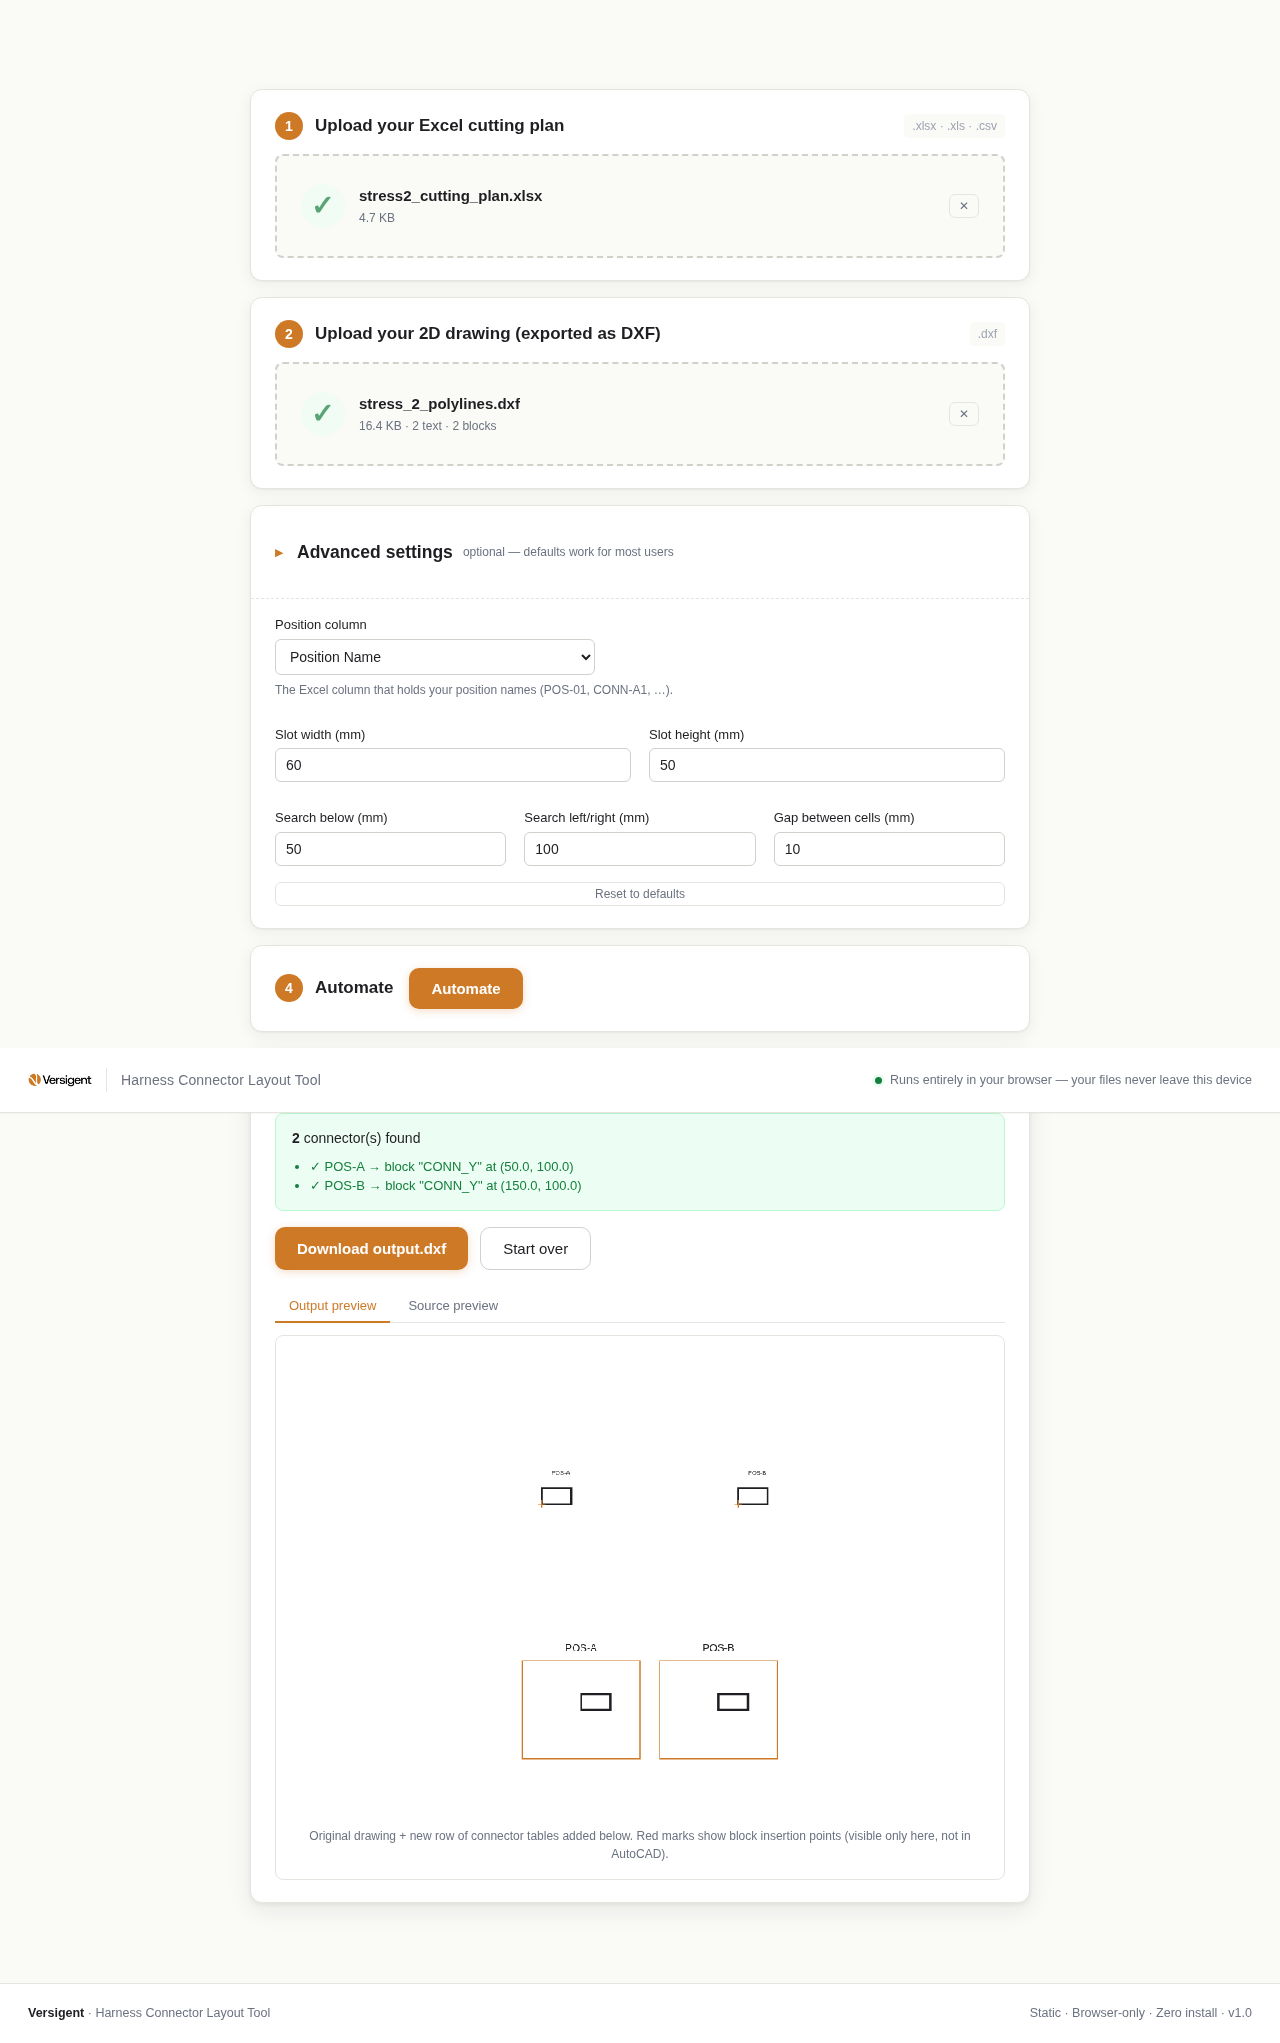 1 Upload your Excel cutting plan .xlsx · .xls · .csv
✓ stress2_cutting_plan.xlsx
4.7 KB
✕
2 Upload your 2D drawing (exported as DXF) .dxf
✓ stress_2_polylines.dxf
16.4 KB · 2 text · 2 blocks
✕
▸ Advanced settings optional — defaults work for most users
Position column
Position Name
The Excel column that holds your position names (POS-01, CONN-A1, …).
Slot width (mm) Slot height (mm)
60 50
Search below (mm) Search left/right (mm) Gap between cells (mm)
50 100 10
Reset to defaults
4 Automate Automate
Versigent Harness Connector Layout Tool Runs entirely in your browser — your files never leave this device
2 connector(s) found
• ✓ POS-A → block "CONN_Y" at (50.0, 100.0)
• ✓ POS-B → block "CONN_Y" at (150.0, 100.0)
Download output.dxf Start over
Output preview Source preview
POS-A POS-B
POS-A POS-B
Original drawing + new row of connector tables added below. Red marks show block insertion points (visible only here, not in
AutoCAD).
Versigent · Harness Connector Layout Tool Static · Browser-only · Zero install · v1.0